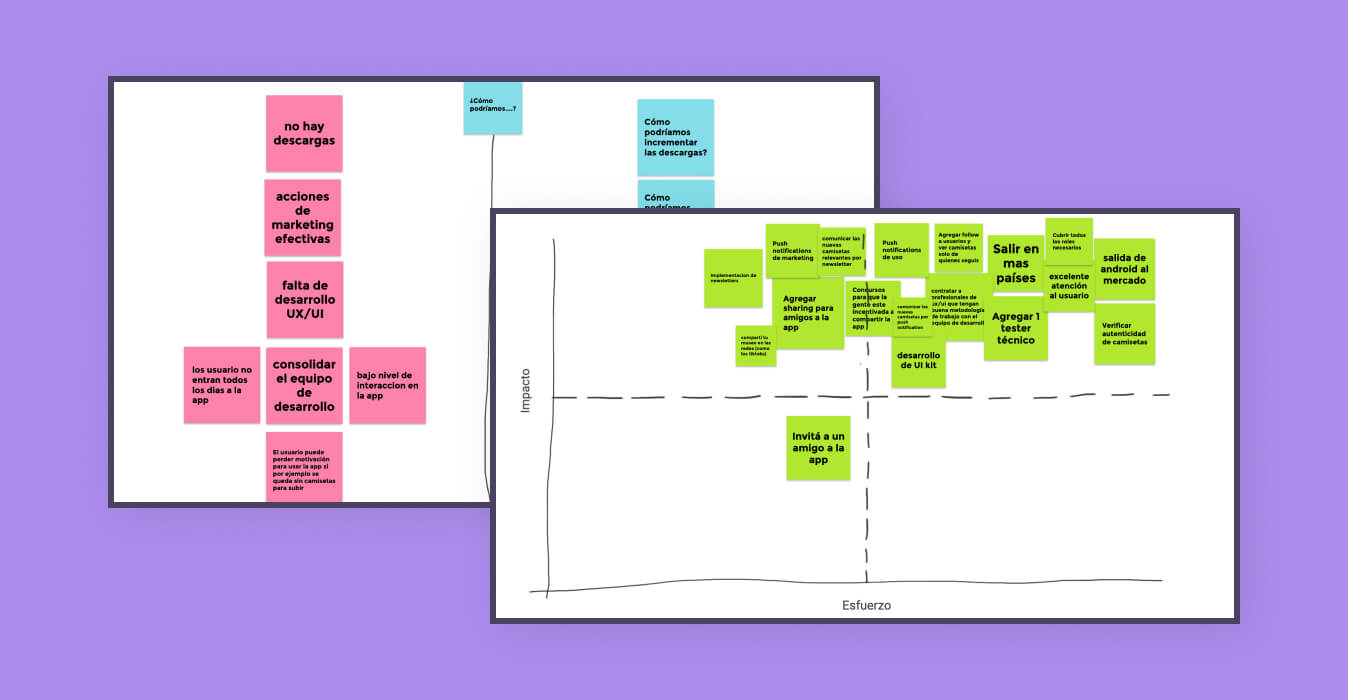 no hay
descargas
acciones
de
marketing
efectivas
falta de
desarrollo
UX/UI
los usuario no
entran todos
los dias a la
app
consolidar
el equipo
de
desarrollo
bajo nivel de
interaccion en
la app
El usuario puede
perder motivación
para usar la app si
por ejemplo se
queda sin camisetas
para subir
¿Cómo
podríamos....?
Cómo
podríamos
incrementar
las descargas?
Cómo
podríamos
Impacto
Implementacion de
newsletters
Push
notifications
de marketing
comunicar las
nuevas
camisetas
relevantes por
newsletter
Push
notifications
de uso
Agregar follow
a usuarios y
ver camisetas
solo de
quienes seguis
Salir en
mas
países
Cubrir todos
los roles
necesarios
excelente
atención
al usuario
salida de
android al
mercado
Agregar
sharing para
amigos a la
app
Concursos
para que la
gente este
incentivada a
compartir la
app
comunicar las
nuevas
camisetas por
push
notification
contratar a
profesionales de
ux/ui que tengan
buena metodología
de trabajo con el
equipo de desarroll
Agregar 1
tester
técnico
Verificar
autenticidad
de camisetas
compartí tu
museo en las
redes (como
los
desarrollo
de UI kit
Invitá a un
amigo a la
app
Esfuerzo